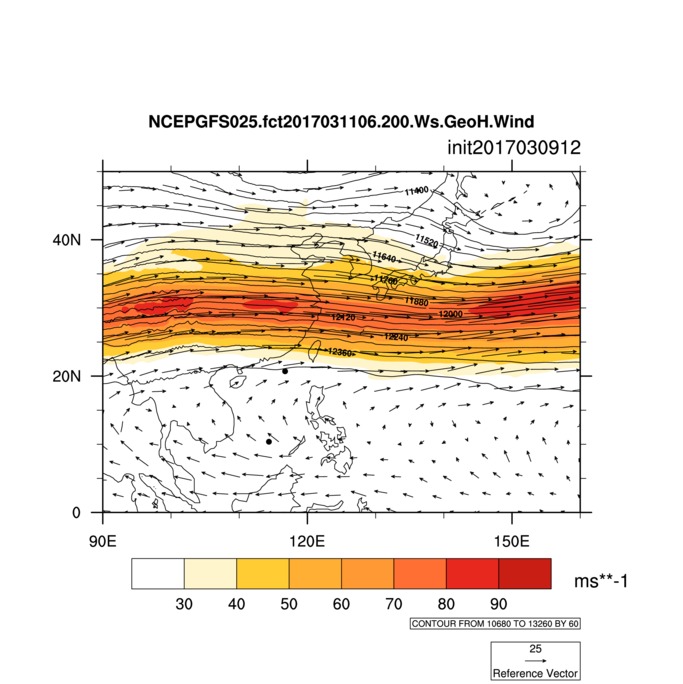 NCEPGFS025.fct2017031106.200.Ws.GeoH.Wind
init2017030912
11400
40N
11520
11640
11760
11880
12000
12120
12240
12360
20N
0
90E 120E 150E
ms**-1
30 40 50 60 70 80 90
CONTOUR FROM 10680 TO 13260 BY 60
25
Reference Vector